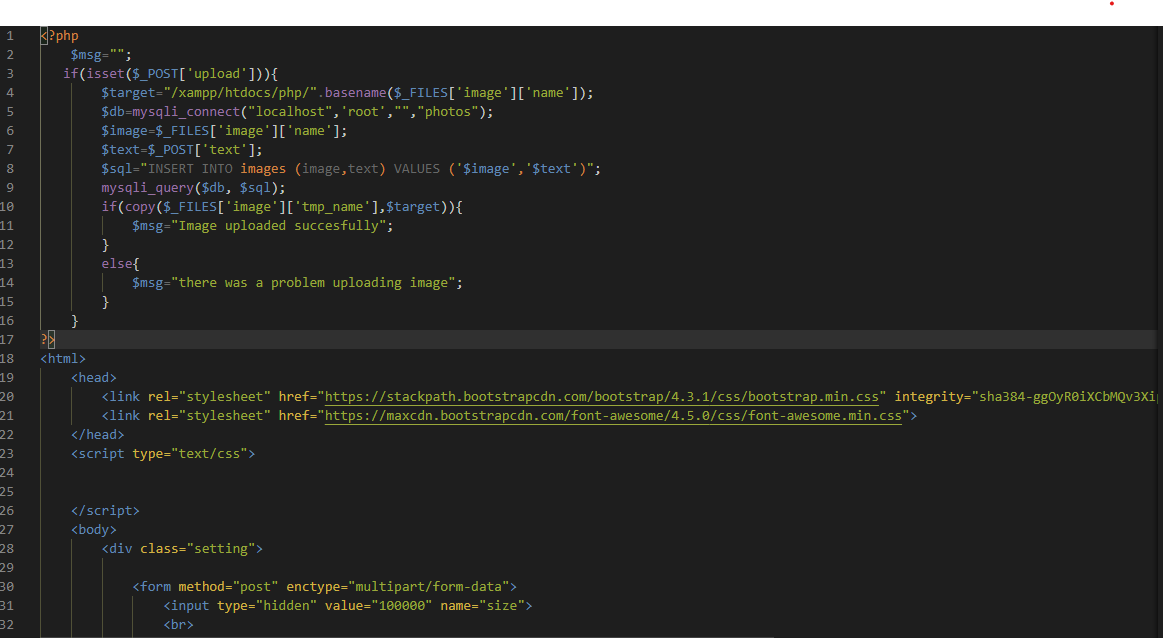 1 <?php
2 $msg="";
3 if(isset($_POST['upload'])){
4 $target="/xampp/htdocs/php/".basename($_FILES['image']['name']);
5 $db=mysqli_connect("localhost",'root',"","photos");
6 $image=$_FILES['image']['name'];
7 $text=$_POST['text'];
8 $sql="INSERT INTO images (image,text) VALUES ('$image','$text')";
9 mysqli_query($db, $sql);
10 if(copy($_FILES['image']['tmp_name'],$target)){
11 $msg="Image uploaded succesfully";
12 }
13 else{
14 $msg="there was a problem uploading image";
15 }
16 }
17 ?>
18 <html>
19 <head>
20 <link rel="stylesheet" href="https://stackpath.bootstrapcdn.com/bootstrap/4.3.1/css/bootstrap.min.css" integrity="sha384-ggOyR0iXCbMQv3Xi
21 <link rel="stylesheet" href="https://maxcdn.bootstrapcdn.com/font-awesome/4.5.0/css/font-awesome.min.css">
22 </head>
23 <script type="text/css">
24
25
26 </script>
27 <body>
28 <div class="setting">
29
30 <form method="post" enctype="multipart/form-data">
31 <input type="hidden" value="100000" name="size">
32 <br>